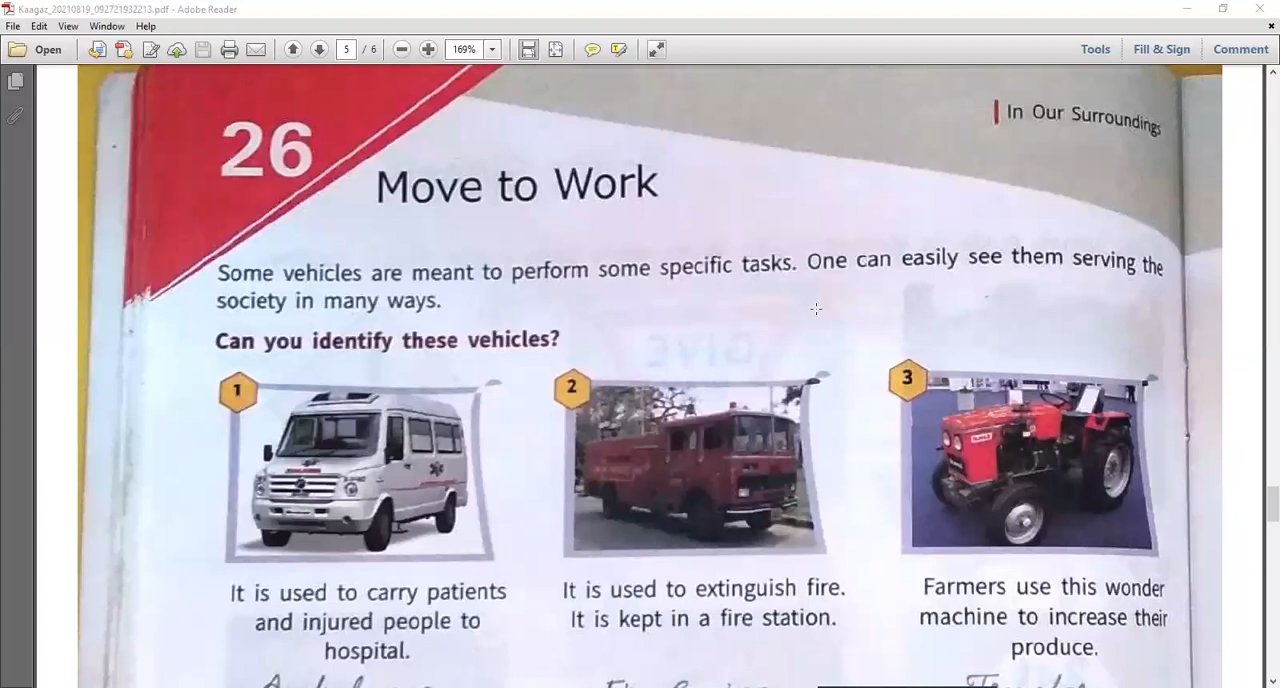 Kaagaz_20210819_092721932213.pdf - Adobe Reader
File Edit View Window Help
Open 5 / 6 169% Tools Fill & Sign Comment
In Our Surroundings
26
Move to Work
Some vehicles are meant to perform some specific tasks. One can easily see them serving the
society in many ways.
Can you identify these vehicles?
1 2 3
It is used to carry patients
and injured people to
hospital.
It is used to extinguish fire.
It is kept in a fire station.
Farmers use this wonder
machine to increase their
produce.